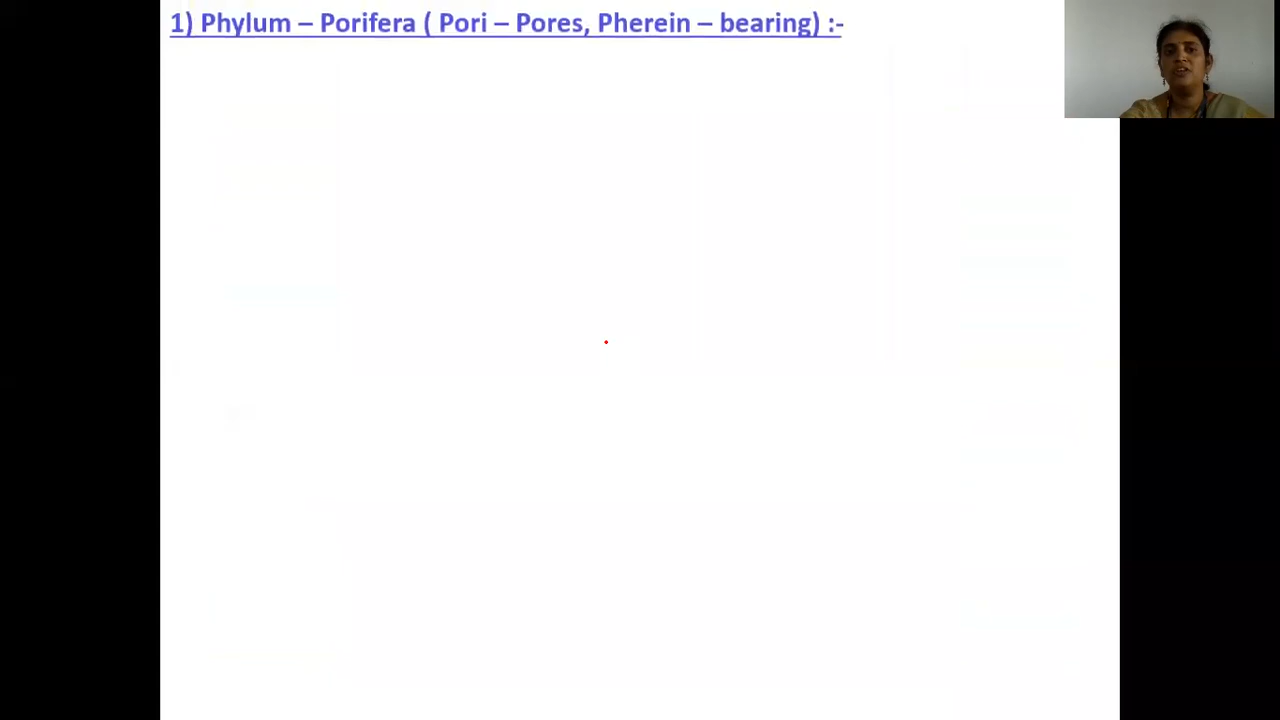 1) Phylum – Porifera ( Pori – Pores, Pherein – bearing) :-